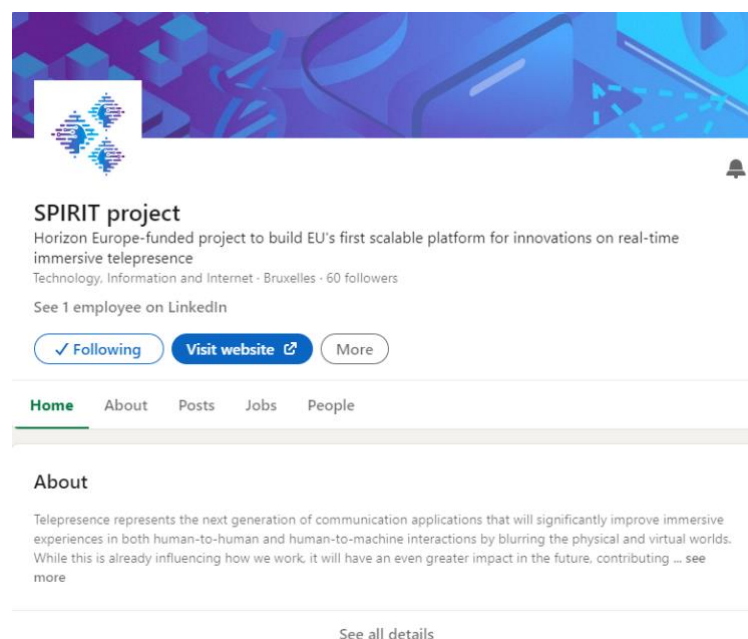 SPIRIT project
Horizon Europe-funded project to build EU's first scalable platform for innovations on real-time
immersive telepresence
Technology, Information and Internet · Bruxelles · 60 followers
See 1 employee on LinkedIn
✓ Following Visit website More
Home About Posts Jobs People
About
Telepresence represents the next generation of communication applications that will significantly improve immersive
experiences in both human-to-human and human-to-machine interactions by blurring the physical and virtual worlds.
While this is already influencing how we work, it will have an even greater impact in the future, contributing ... see
more
See all details